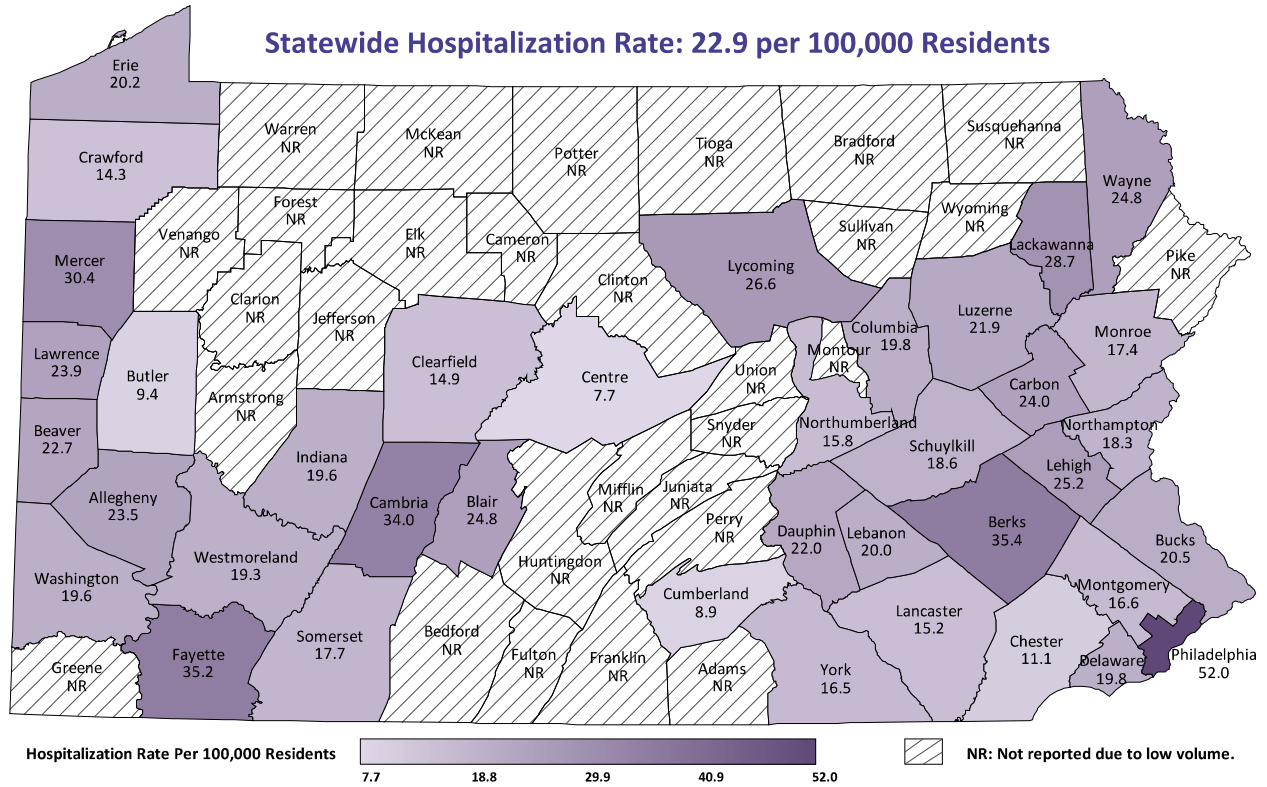 Statewide Hospitalization Rate: 22.9 per 100,000 Residents
Erie
20.2
Crawford
14.3
Warren
NR
McKean
NR
Potter
NR
Tioga
NR
Bradford
NR
Susquehanna
NR
Wayne
24.8
Mercer
30.4
Venango
NR
Forest
NR
Elk
NR
Cameron
NR
Clinton
NR
Lycoming
26.6
Sullivan
NR
Wyoming
NR
Lackawanna
28.7
Pike
NR
Lawrence
23.9
Butler
9.4
Clarion
NR
Jefferson
NR
Clearfield
14.9
Centre
7.7
Union
NR
Montour
NR
Columbia
19.8
Luzerne
21.9
Monroe
17.4
Carbon
24.0
Beaver
22.7
Armstrong
NR
Snyder
NR
Northumberland
15.8
Schuylkill
18.6
Northampton
18.3
Lehigh
25.2
Allegheny
23.5
Indiana
19.6
Cambria
34.0
Blair
24.8
Mifflin
NR
Juniata
NR
Perry
NR
Dauphin
22.0
Lebanon
20.0
Berks
35.4
Bucks
20.5
Washington
19.6
Westmoreland
19.3
Huntingdon
NR
Cumberland
8.9
Lancaster
15.2
Montgomery
16.6
Greene
NR
Fayette
35.2
Somerset
17.7
Bedford
NR
Fulton
NR
Franklin
NR
Adams
NR
York
16.5
Chester
11.1
Delaware
19.8
Philadelphia
52.0
Hospitalization Rate Per 100,000 Residents
7.7 18.8 29.9 40.9 52.0
NR: Not reported due to low volume.